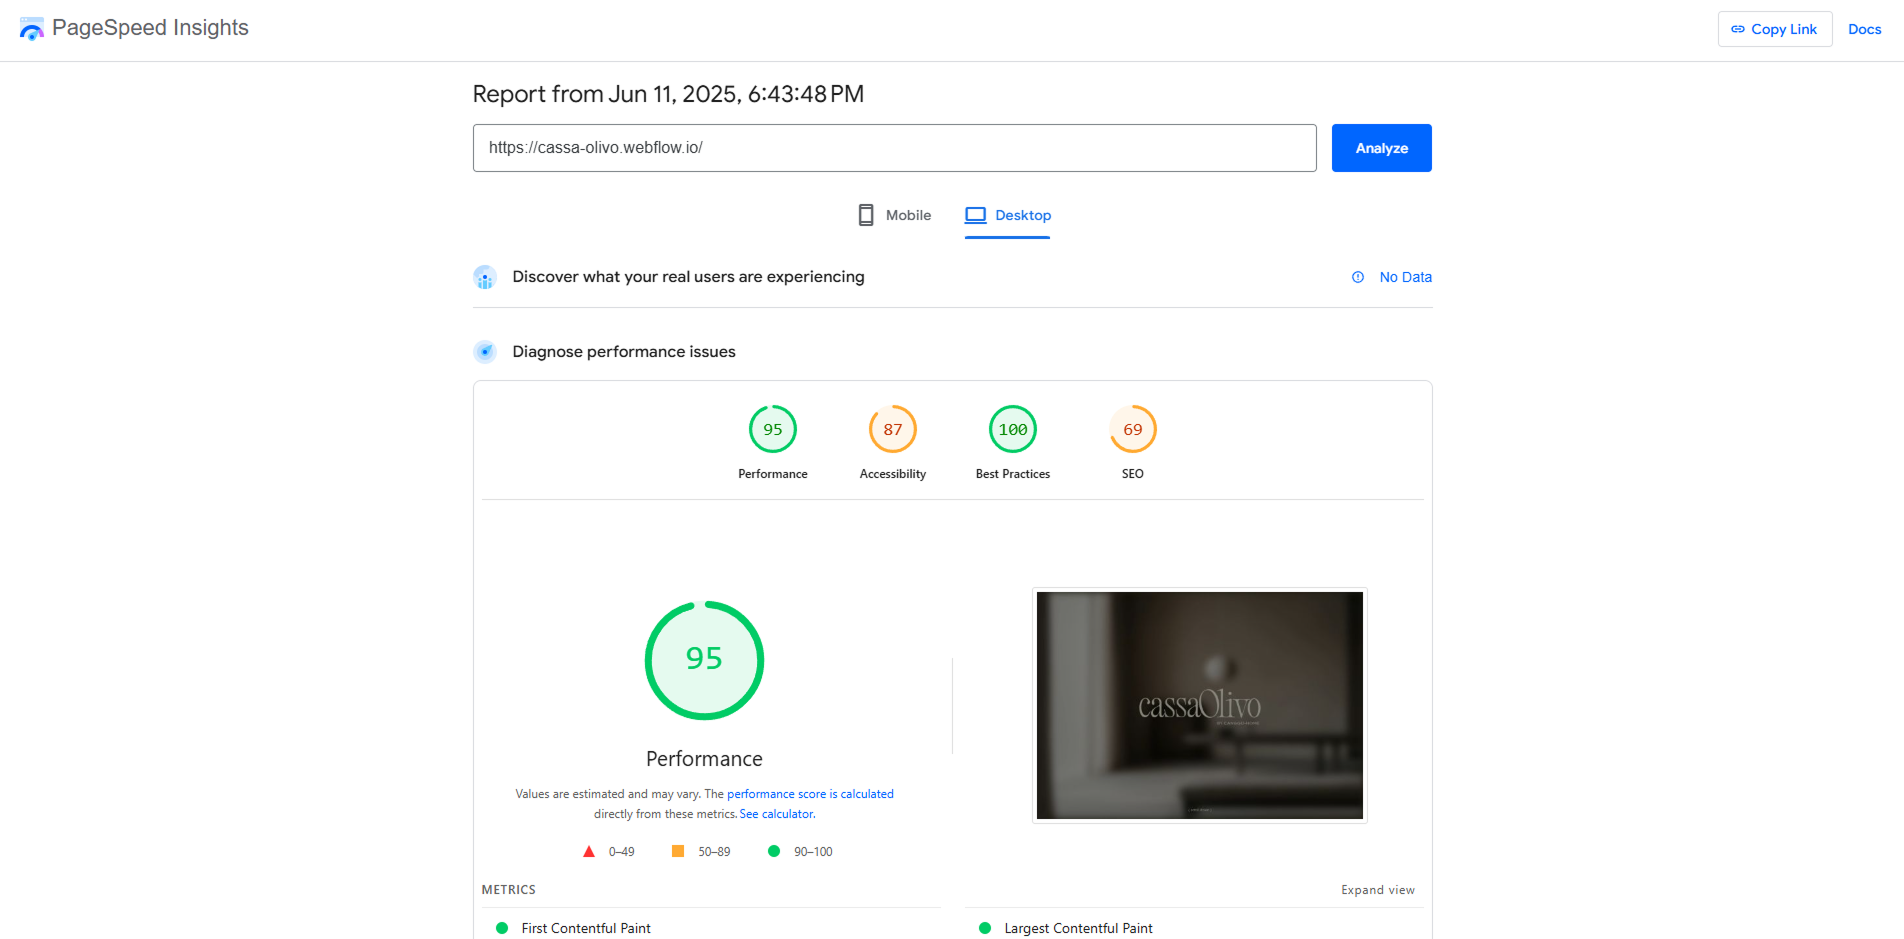 PageSpeed Insights
Copy Link
Docs
Report from Jun 11, 2025, 6:43:48 PM
https://cassa-olivo.webflow.io/
Analyze
Mobile
Desktop
Discover what your real users are experiencing
No Data
Diagnose performance issues
95
87
100
69
Performance
Accessibility
Best Practices
SEO
95
cassaOlivo
Performance
Values are estimated and may vary. The performance score is calculated
directly from these metrics. See calculator.
0–49
50–89
90–100
METRICS
Expand view
First Contentful Paint
Largest Contentful Paint